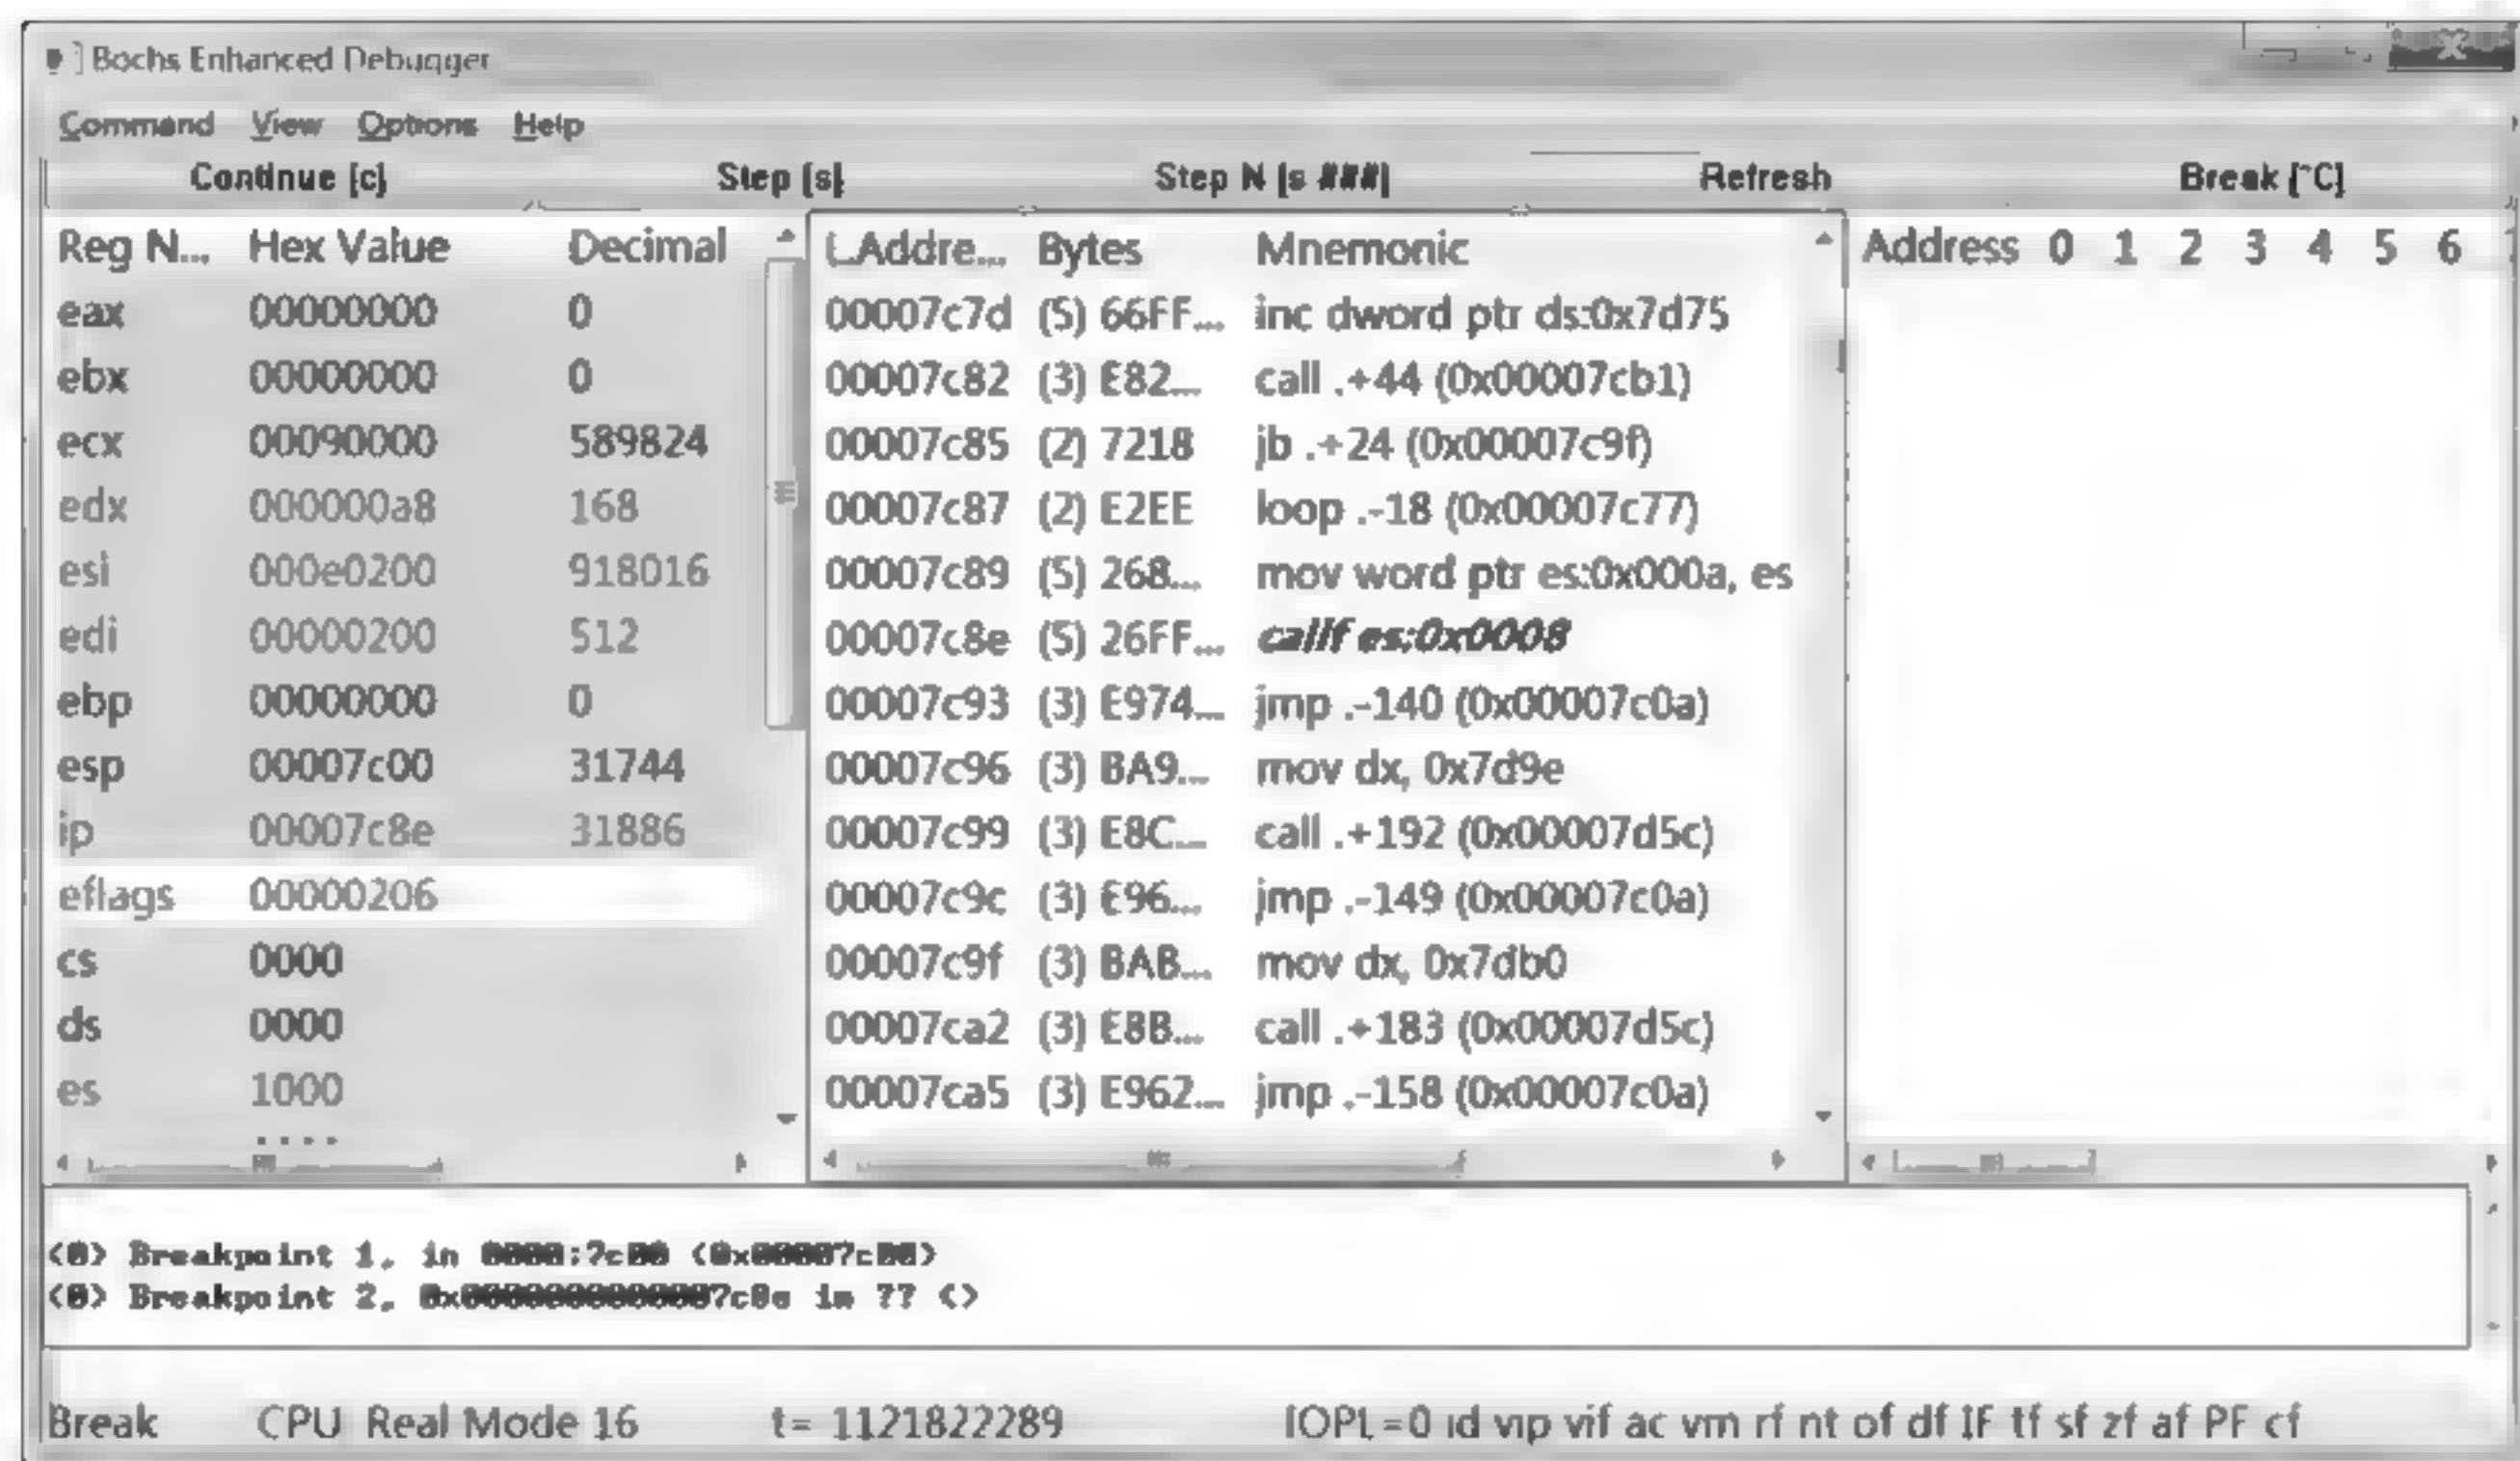 Bochs Enhanced Debugger
Command View Options Help
Continue [c] Step [s] Step N [s ###] Refresh Break [^C]
Reg N... Hex Value Decimal L.Addre... Bytes Mnemonic Address 0 1 2 3 4 5 6
eax 00000000 0 00007c7d (5) 66FF... inc dword ptr ds:0x7d75
ebx 00000000 0 00007c82 (3) E82... call .+44 (0x00007cb1)
ecx 00090000 589824 00007c85 (2) 7218 jb .+24 (0x00007c9f)
edx 000000a8 168 00007c87 (2) E2EE loop .-18 (0x00007c77)
esi 000e0200 918016 00007c89 (5) 268... mov word ptr es:0x000a, es
edi 00000200 512 00007c8e (5) 26FF... callf es:0x0008
ebp 00000000 0 00007c93 (3) E974... jmp .-140 (0x00007c0a)
esp 00007c00 31744 00007c96 (3) BA9... mov dx, 0x7d9e
ip 00007c8e 31886 00007c99 (3) E8C... call .+192 (0x00007d5c)
eflags 00000206 00007c9c (3) E96... jmp .-149 (0x00007c0a)
cs 0000 00007c9f (3) BAB... mov dx, 0x7db0
ds 0000 00007ca2 (3) E8B... call .+183 (0x00007d5c)
es 1000 00007ca5 (3) E962... jmp .-158 (0x00007c0a)
(0) Breakpoint 1, in 0000:7c00 (0x00007c00)
(0) Breakpoint 2, 0x0000000000007c8e in ?? ()
Break CPU Real Mode 16 t= 1121822289 IOPL=0 id vip vif ac vm rf nt of df IF tf sf zf af PF cf